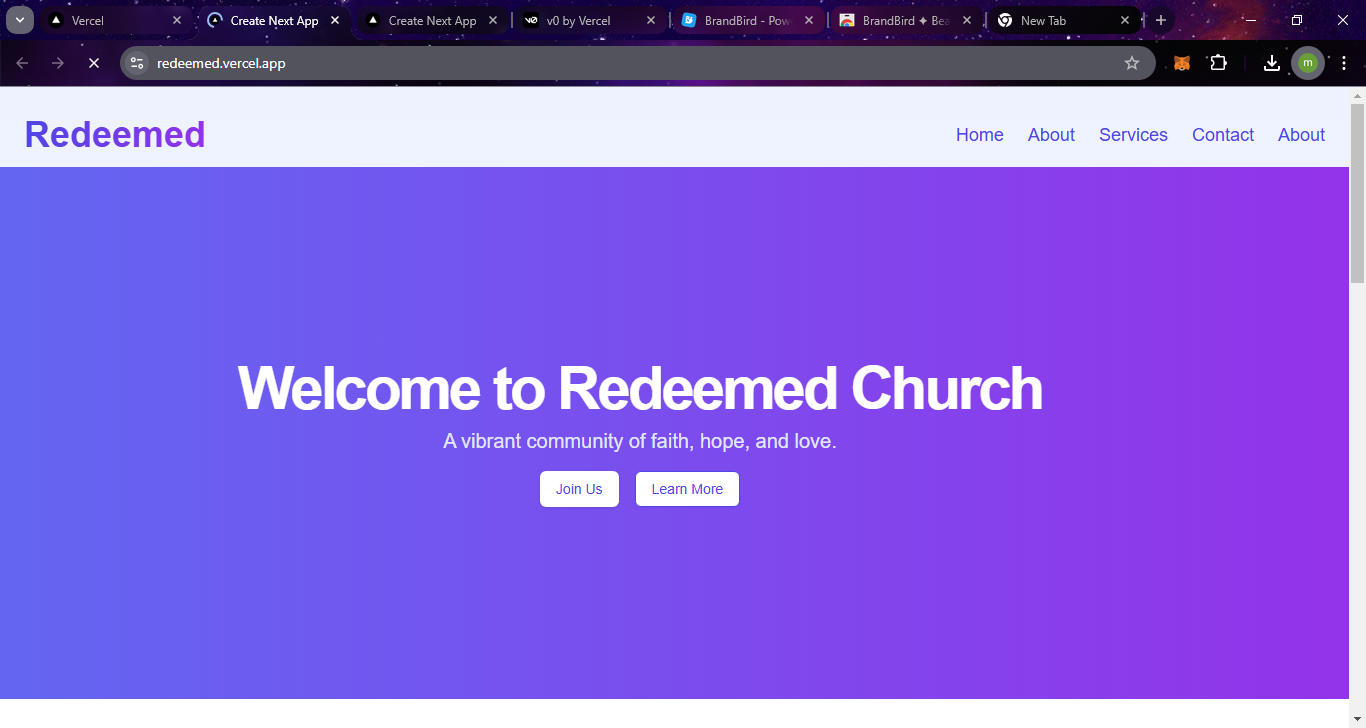 Vercel
Create Next App
Create Next App
v0 by Vercel
BrandBird - Pow
BrandBird ✦ Bea
New Tab
redeemed.vercel.app
m
Redeemed
Home About Services Contact About
Welcome to Redeemed Church
A vibrant community of faith, hope, and love.
Join Us Learn More